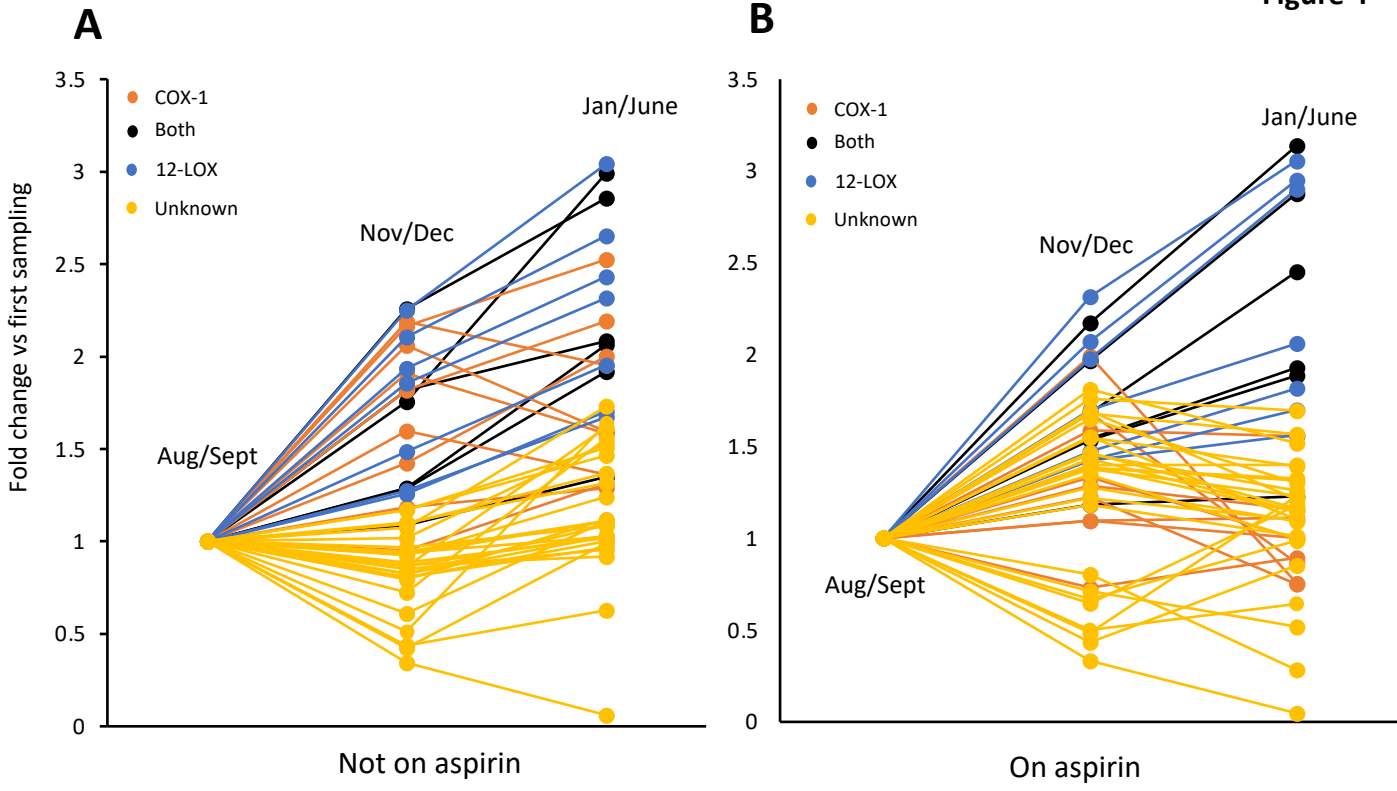 A
3.5
3
2.5
2
1.5
1
0.5
0
Fold change vs first sampling
COX-1
Both
12-LOX
Unknown
Aug/Sept
Nov/Dec
Jan/June
Not on aspirin
B
3.5
3
2.5
2
1.5
1
0.5
0
COX-1
Both
12-LOX
Unknown
Aug/Sept
Nov/Dec
Jan/June
On aspirin